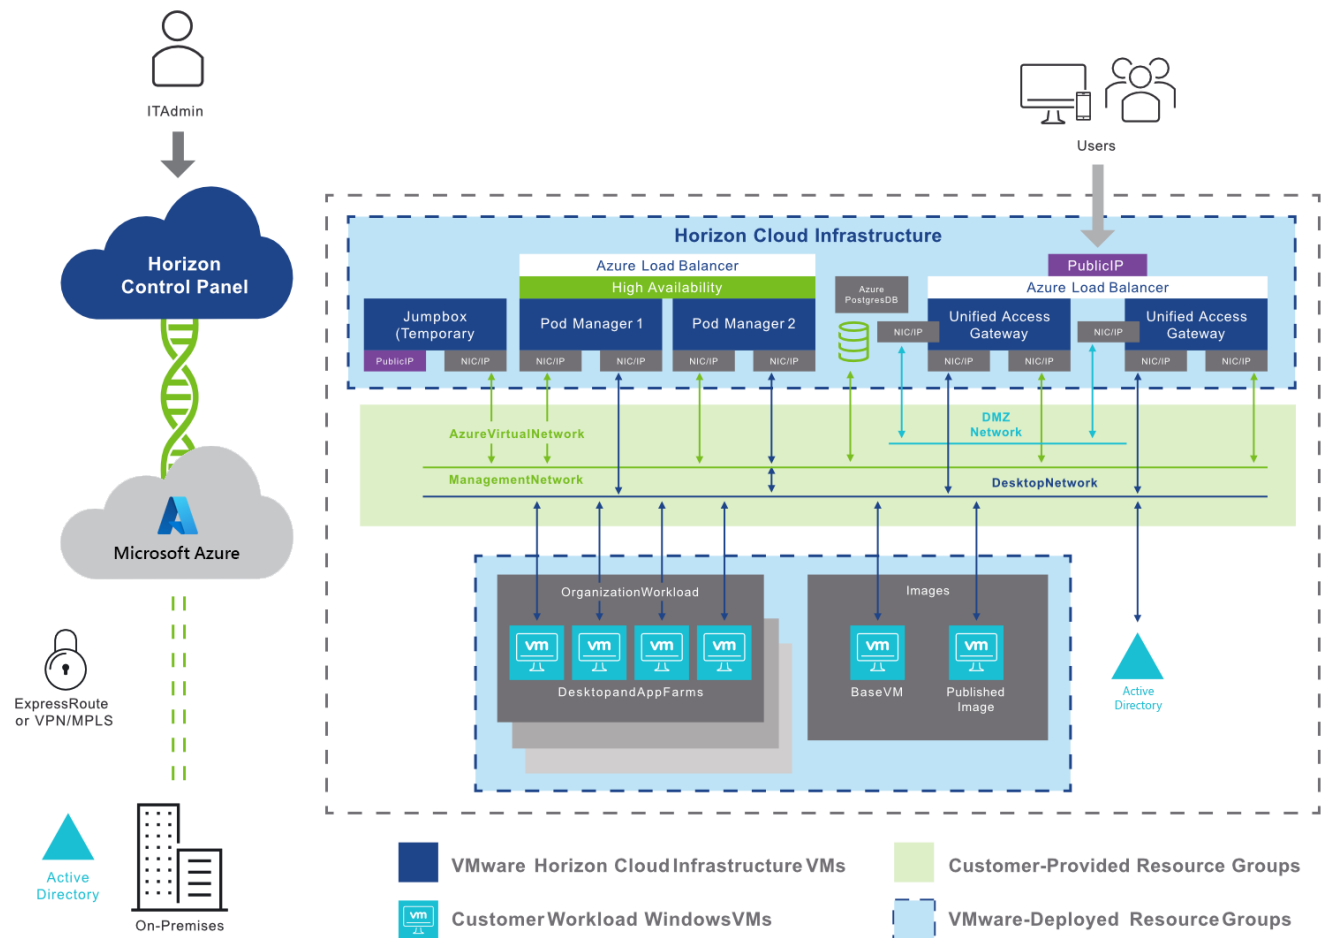 ITAdmin
Horizon
Control Panel
Microsoft Azure
ExpressRoute
or VPN/MPLS
Active
Directory
On-Premises
Users
Horizon Cloud Infrastructure
PublicIP
Azure Load Balancer
High Availability
Azure Load Balancer
Azure
PostgresDB
Jumpbox
(Temporary
Pod Manager 1
Pod Manager 2
NIC/IP
Unified Access
Gateway
NIC/IP
Unified Access
Gateway
PublicIP
NIC/IP
NIC/IP
NIC/IP
NIC/IP
NIC/IP
NIC/IP
NIC/IP
NIC/IP
NIC/IP
DMZ
Network
AzureVirtualNetwork
ManagementNetwork
DesktopNetwork
OrganizationWorkload
vm
vm
vm
vm
DesktopandAppFarms
Images
vm
vm
BaseVM
Published
Image
Active
Directory
VMware Horizon Cloud Infrastructure VMs
Customer-Provided Resource Groups
vm
Customer Workload WindowsVMs
VMware-Deployed Resource Groups